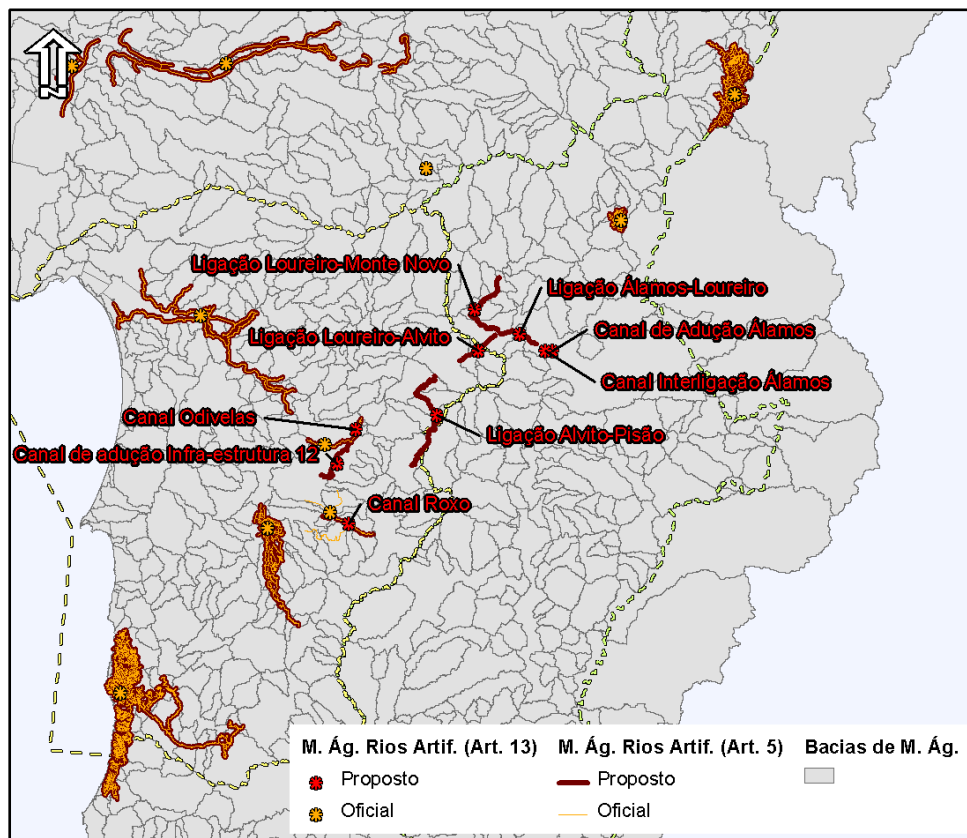 N
Ligação Loureiro-Monte Novo
Ligação Álamos-Loureiro
Ligação Loureiro-Alvito
Canal de Adução Álamos
Canal Interligação Álamos
Canal Odivelas
Ligação Alvito-Pisão
Canal de adução Infra-estrutura 12
Canal Roxo
M. Ág. Rios Artif. (Art. 13)
Proposto
Oficial
M. Ág. Rios Artif. (Art. 5)
Proposto
Oficial
Bacias de M. Ág.